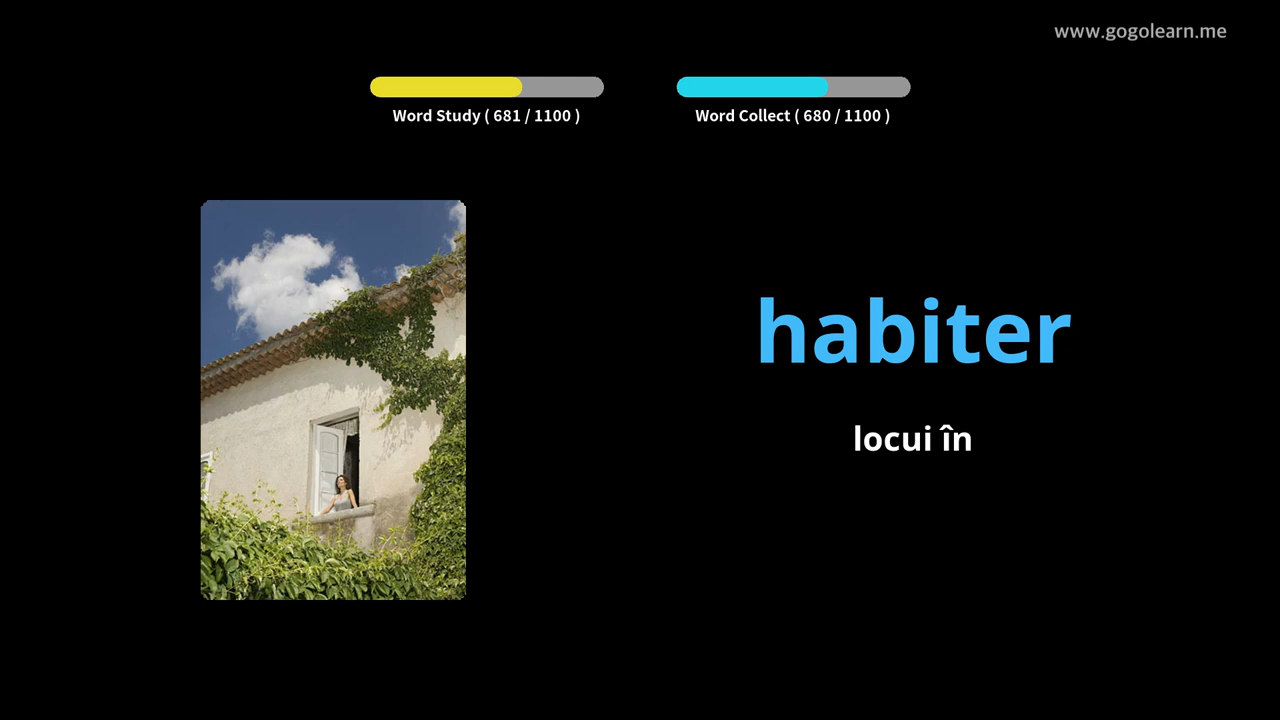 www.gogolearn.me
Word Study ( 681 / 1100 )
Word Collect ( 680 / 1100 )
habiter
locui în